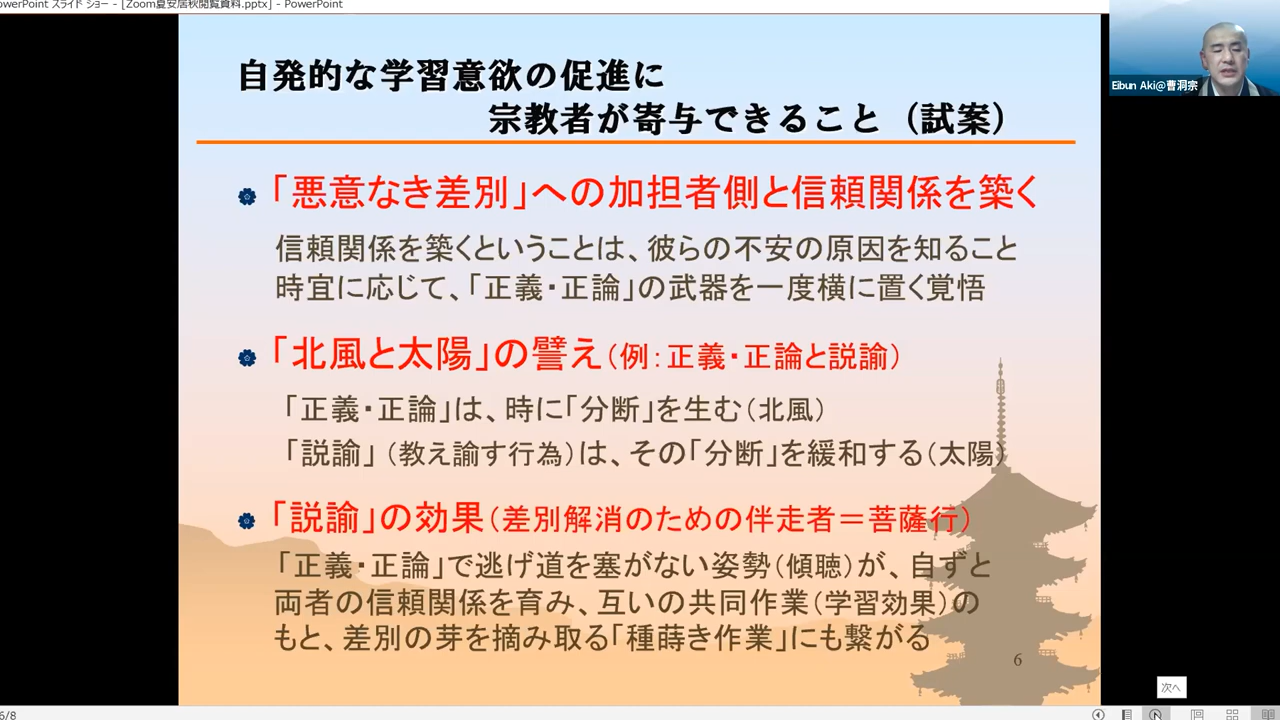 owerPoint スライド ショー - [Zoom夏安居秋閲覧資料.pptx] - PowerPoint
Eibun Aki@曹洞宗
自発的な学習意欲の促進に
宗教者が寄与できること（試案）
「悪意なき差別」への加担者側と信頼関係を築く
信頼関係を築くということは、彼らの不安の原因を知ること
時宜に応じて、「正義・正論」の武器を一度横に置く覚悟
「北風と太陽」の譬え（例：正義・正論と説諭）
「正義・正論」は、時に「分断」を生む（北風）
「説諭」（教え諭す行為）は、その「分断」を緩和する（太陽）
「説諭」の効果（差別解消のための伴走者＝菩薩行）
「正義・正論」で逃げ道を塞がない姿勢（傾聴）が、自ずと
両者の信頼関係を育み、互いの共同作業（学習効果）の
もと、差別の芽を摘み取る「種蒔き作業」にも繋がる
6
次へ
6/8